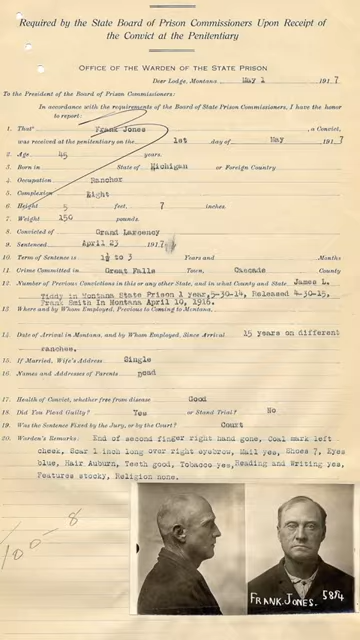 Required by the State Board of Prison Commissioners Upon Receipt of
the Convict at the Penitentiary
OFFICE OF THE WARDEN OF THE STATE PRISON
Deer Lodge, Montana, May 1 1917
To the President of the Board of Prison Commissioners:
In accordance with the requirements of the Board of State Prison Commissioners, I have the honor
to report:
1. That Frank Jones, a Convict,
was received at the penitentiary on the 1st day of May 1917
2. Age 45 years.
3. Born in State of Michigan or Foreign Country
4. Occupation Rancher
5. Complexion Light
6. Height 5 feet, 7 inches.
7. Weight 150 pounds.
8. Convicted of Grand Larceny
9. Sentenced April 23 1917
10. Term of Sentence is 1½ to 3 Years and Months
11. Crime Committed in Great Falls Town, Cascade County
12. Number of Previous Convictions in this or any other State, and in what County and State James L.
Tiddy in Montana State Prison 1 year, 5-30-14, Released 4-30-15.
Frank Smith In Montana April 10, 1916.
13. Where and by Whom Employed, Previous to Coming to Montana,
14. Date of Arrival in Montana, and by Whom Employed, Since Arrival 15 years on different
ranches.
15. If Married, Wife's Address Single
16. Names and Addresses of Parents Dead
17. Health of Convict, whether free from disease Good
18. Did You Plead Guilty? Yes or Stand Trial? No
19. Was the Sentence Fixed by the Jury, or by the Court? Court
20. Warden's Remarks: End of second finger right hand gone, Coal mark left
cheek, Scar 1 inch long over right eyebrow, Mail yes, Shoes 7, Eyes
blue, Hair Auburn, Teeth good, Tobacco yes, Reading and Writing yes,
Features stocky, Religion none.
100-8
FRANK. JONES. 5814